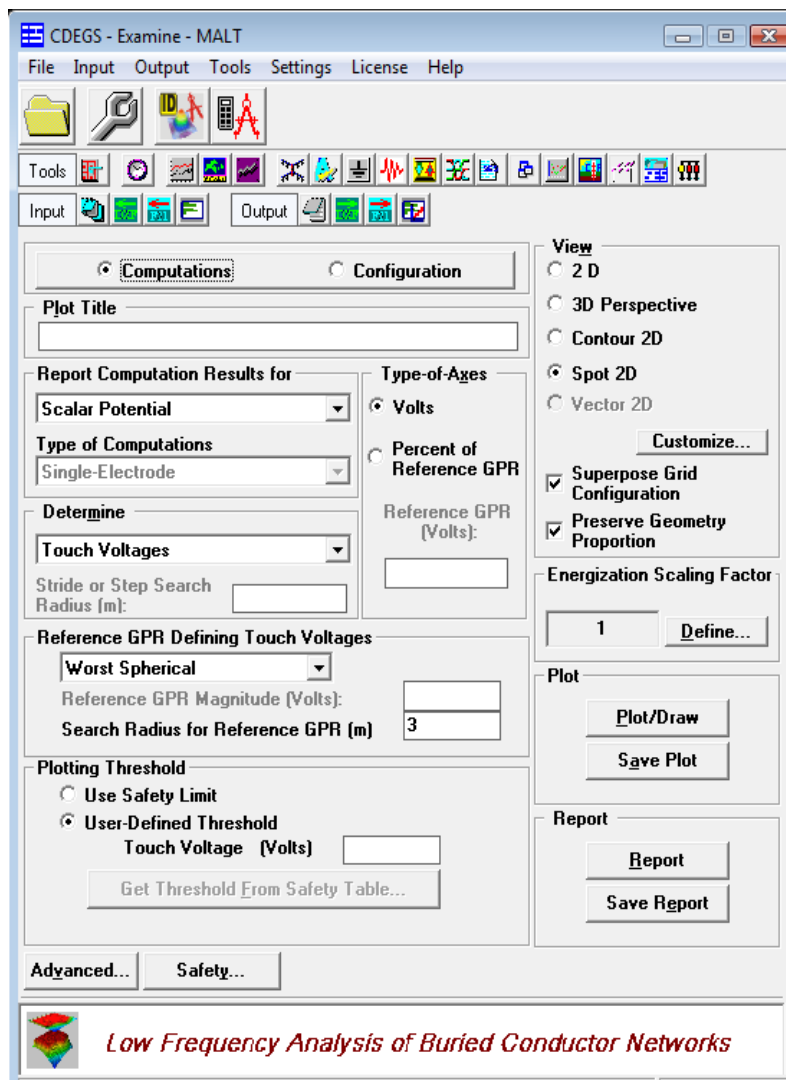 CDEGS - Examine - MALT
File Input Output Tools Settings License Help
ID
Tools
Input
Output
Computations
Configuration
Plot Title
Report Computation Results for
Scalar Potential
Type of Computations
Single-Electrode
Determine
Touch Voltages
Stride or Step Search
Radius (m):
Type-of-Axes
Volts
Percent of
Reference GPR
Reference GPR
(Volts):
Reference GPR Defining Touch Voltages
Worst Spherical
Reference GPR Magnitude (Volts):
Search Radius for Reference GPR (m) 3
Plotting Threshold
Use Safety Limit
User-Defined Threshold
Touch Voltage (Volts)
Get Threshold From Safety Table...
Advanced...
Safety...
View
2 D
3D Perspective
Contour 2D
Spot 2D
Vector 2D
Customize...
Superpose Grid
Configuration
Preserve Geometry
Proportion
Energization Scaling Factor
1
Define...
Plot
Plot/Draw
Save Plot
Report
Report
Save Report
Low Frequency Analysis of Buried Conductor Networks